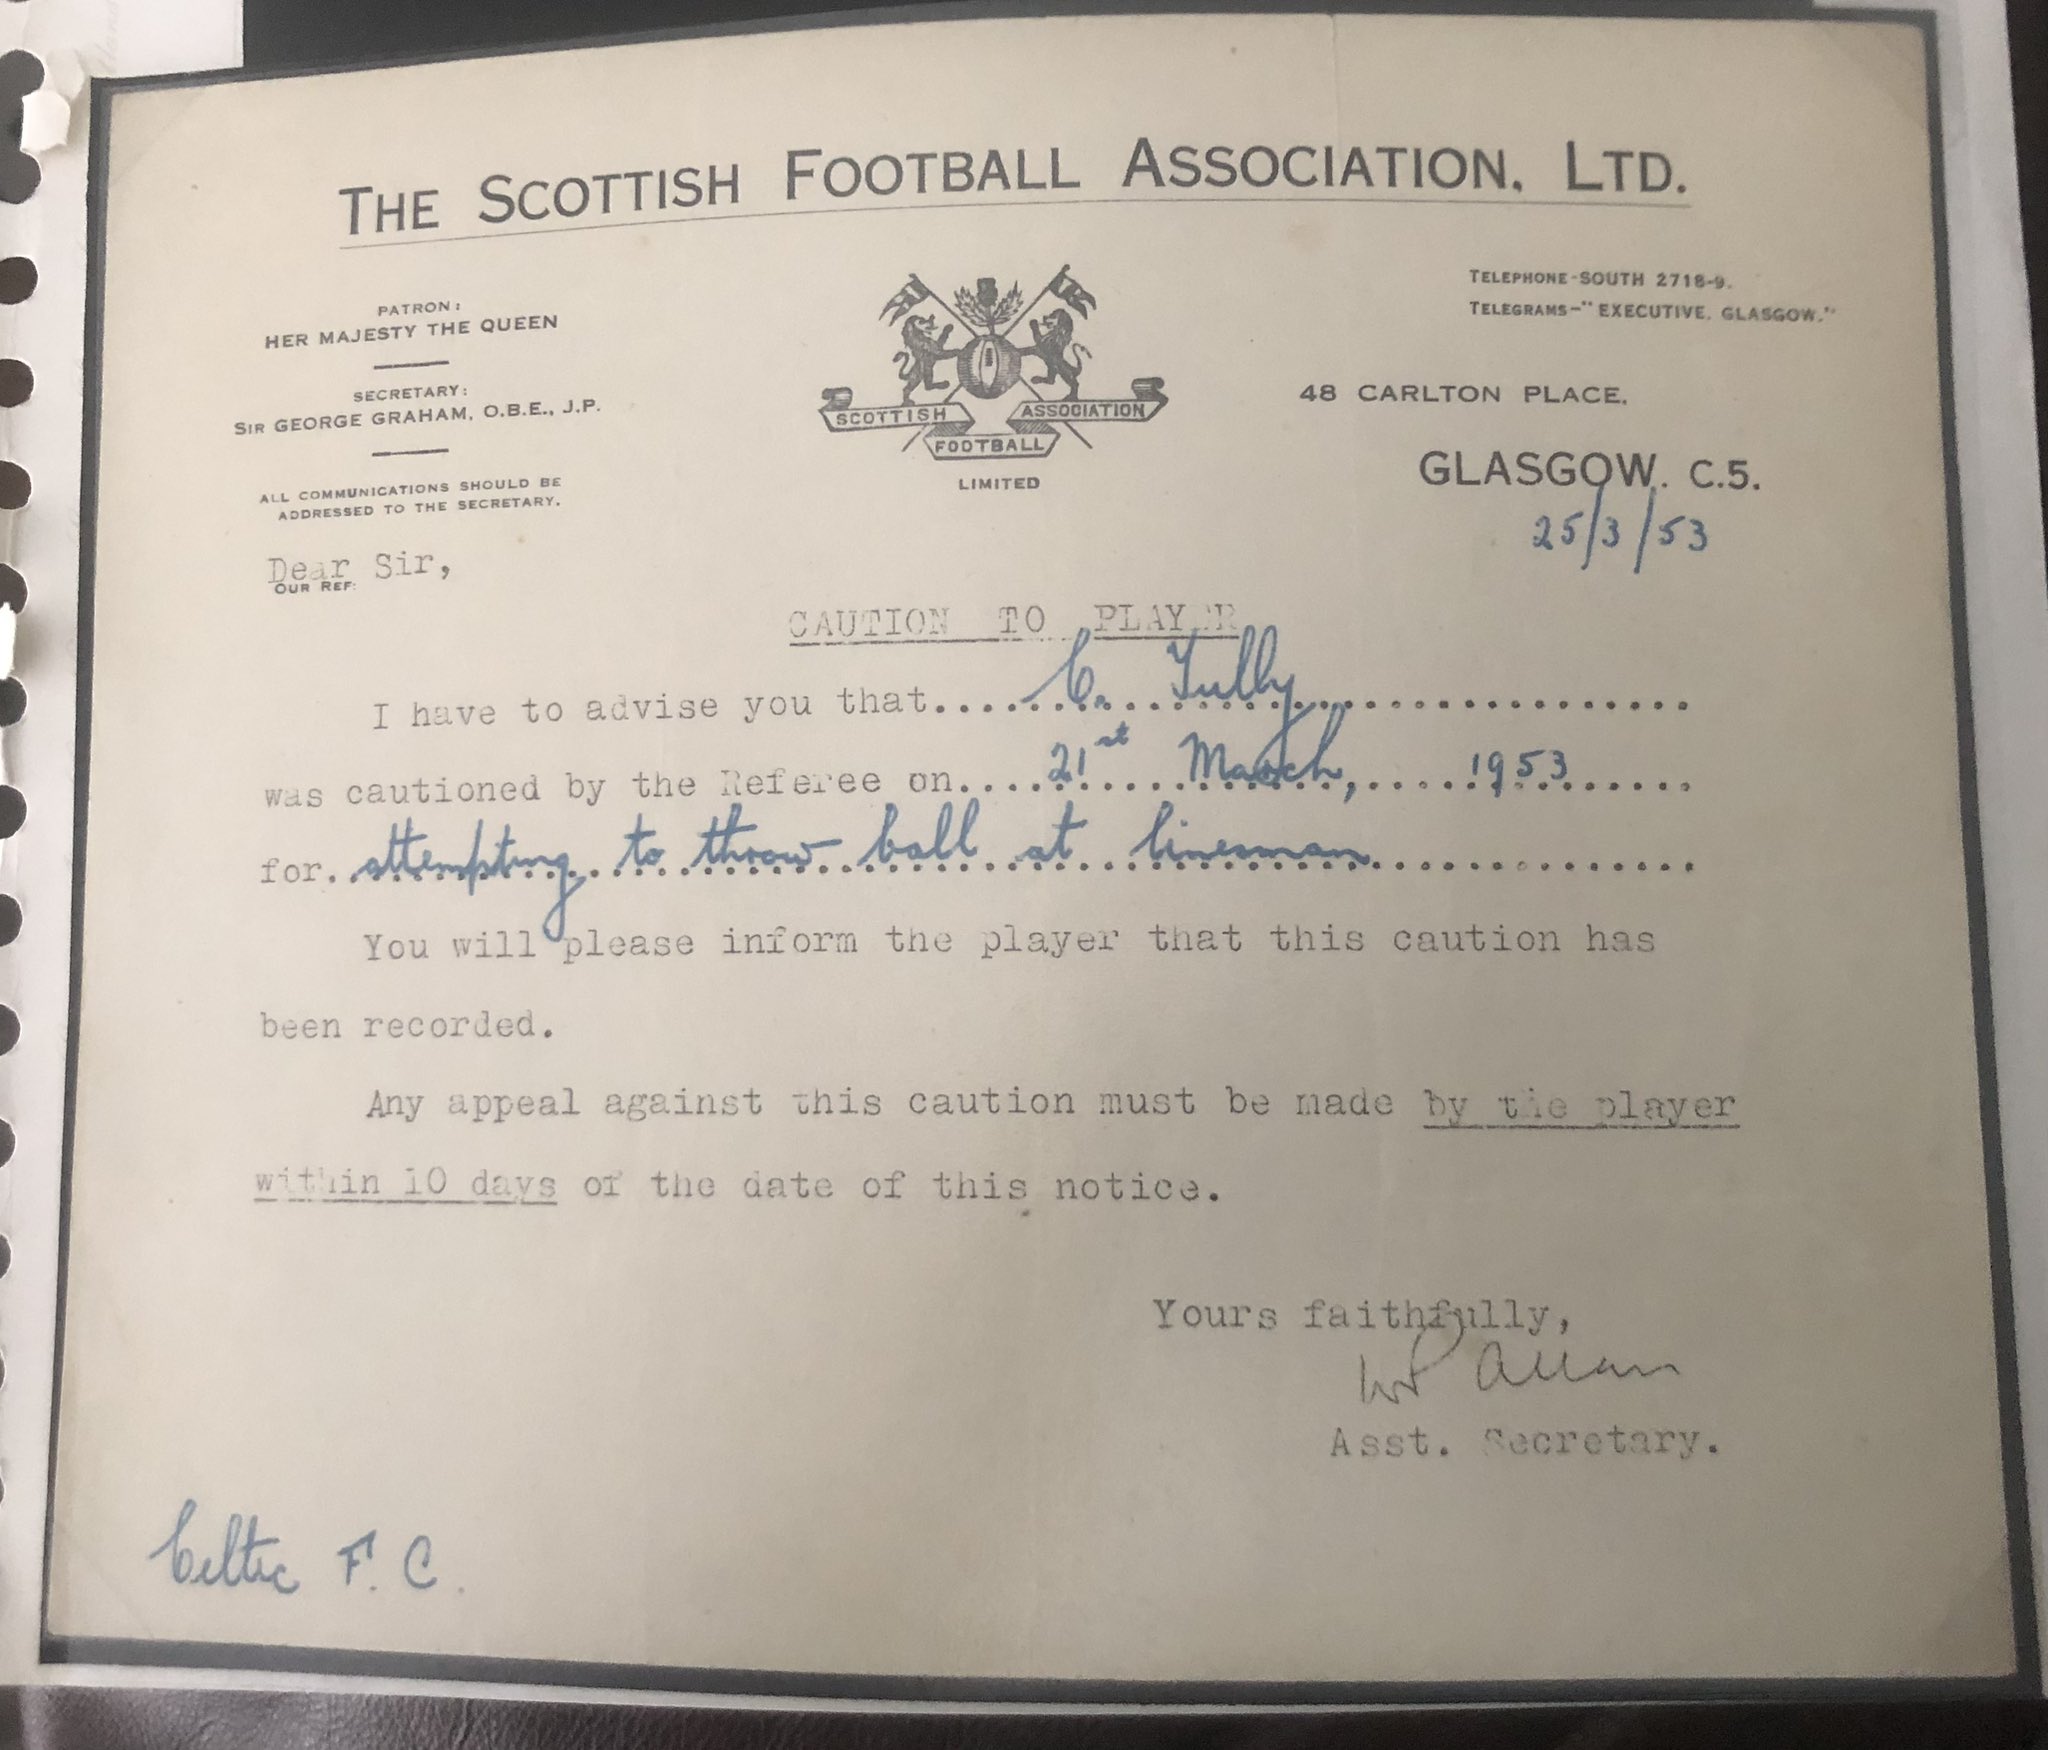 THE SCOTTISH FOOTBALL ASSOCIATION, LTD.
PATRON:
HER MAJESTY THE QUEEN
SECRETARY:
SIR GEORGE GRAHAM, O.B.E., J.P.
ALL COMMUNICATIONS SHOULD BE
ADDRESSED TO THE SECRETARY.
SCOTTISH FOOTBALL ASSOCIATION
LIMITED
TELEPHONE-SOUTH 2718-9.
TELEGRAMS-"EXECUTIVE, GLASGOW."
48 CARLTON PLACE,
GLASGOW. C.5.
25/3/53
Dear Sir,
OUR REF:
CAUTION TO PLAYER
I have to advise you that....C. Tully....
was cautioned by the Referee on....21st March, 1953....
for. attempting to throw ball at linesman....
You will please inform the player that this caution has
been recorded.
Any appeal against this caution must be made by the player
within 10 days of the date of this notice.
Yours faithfully,
WP Allan
Asst. Secretary.
Celtic F. C.